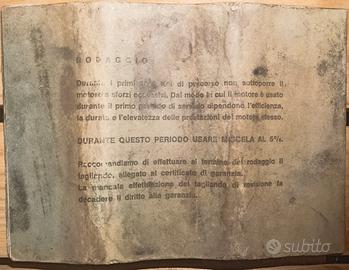 RODAGGIO
Durante i primi Km di percorso non sottoporre il
motore a sforzi eccessivi. Dal modo in cui il motore è usato
durante il primo periodo di servizio dipendono l'efficienza,
la durata e l'elevatezza delle prestazioni del motore stesso.
DURANTE QUESTO PERIODO USARE MISCELA AL 5%.
Raccomandiamo di effettuare al termine del rodaggio il
tagliando, allegato al certificato di garanzia.
La mancata effettuazione del tagliando di revisione fa
decadere il diritto alla garanzia.
subito